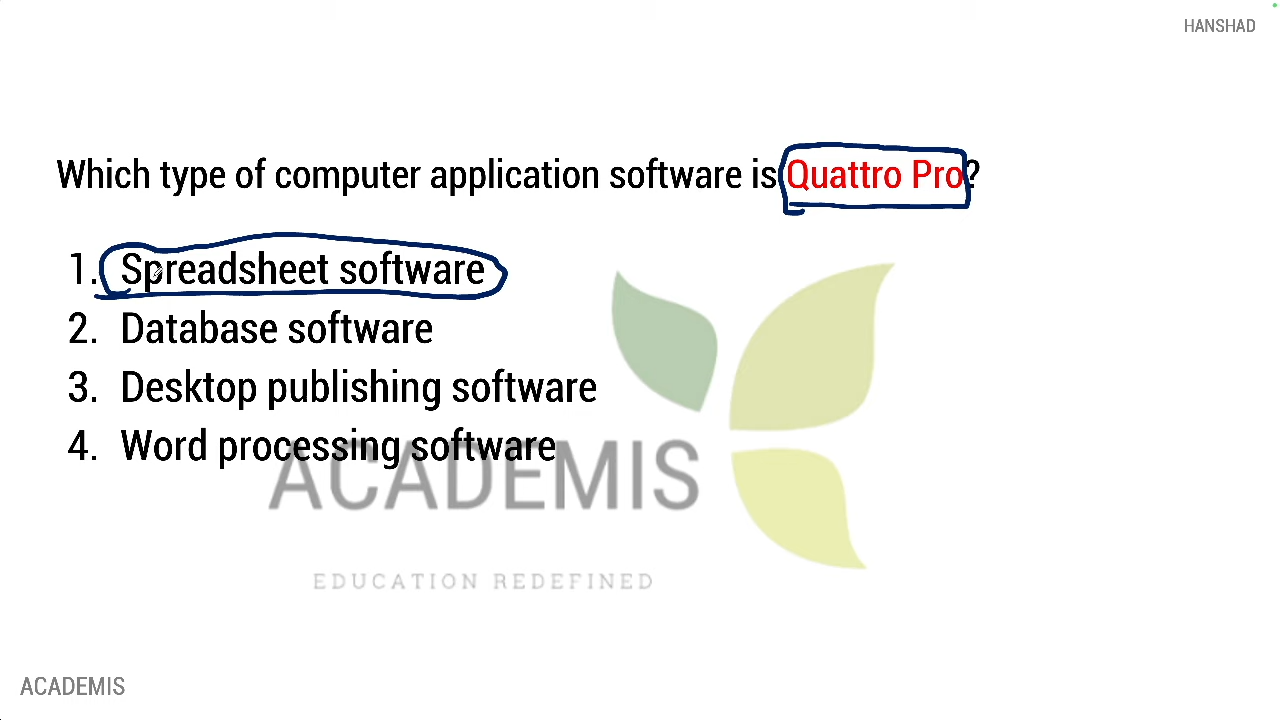 HANSHAD
Which type of computer application software is Quattro Pro?
1. Spreadsheet software
2. Database software
3. Desktop publishing software
4. Word processing software
ACADEMIS
EDUCATION REDEFINED
ACADEMIS